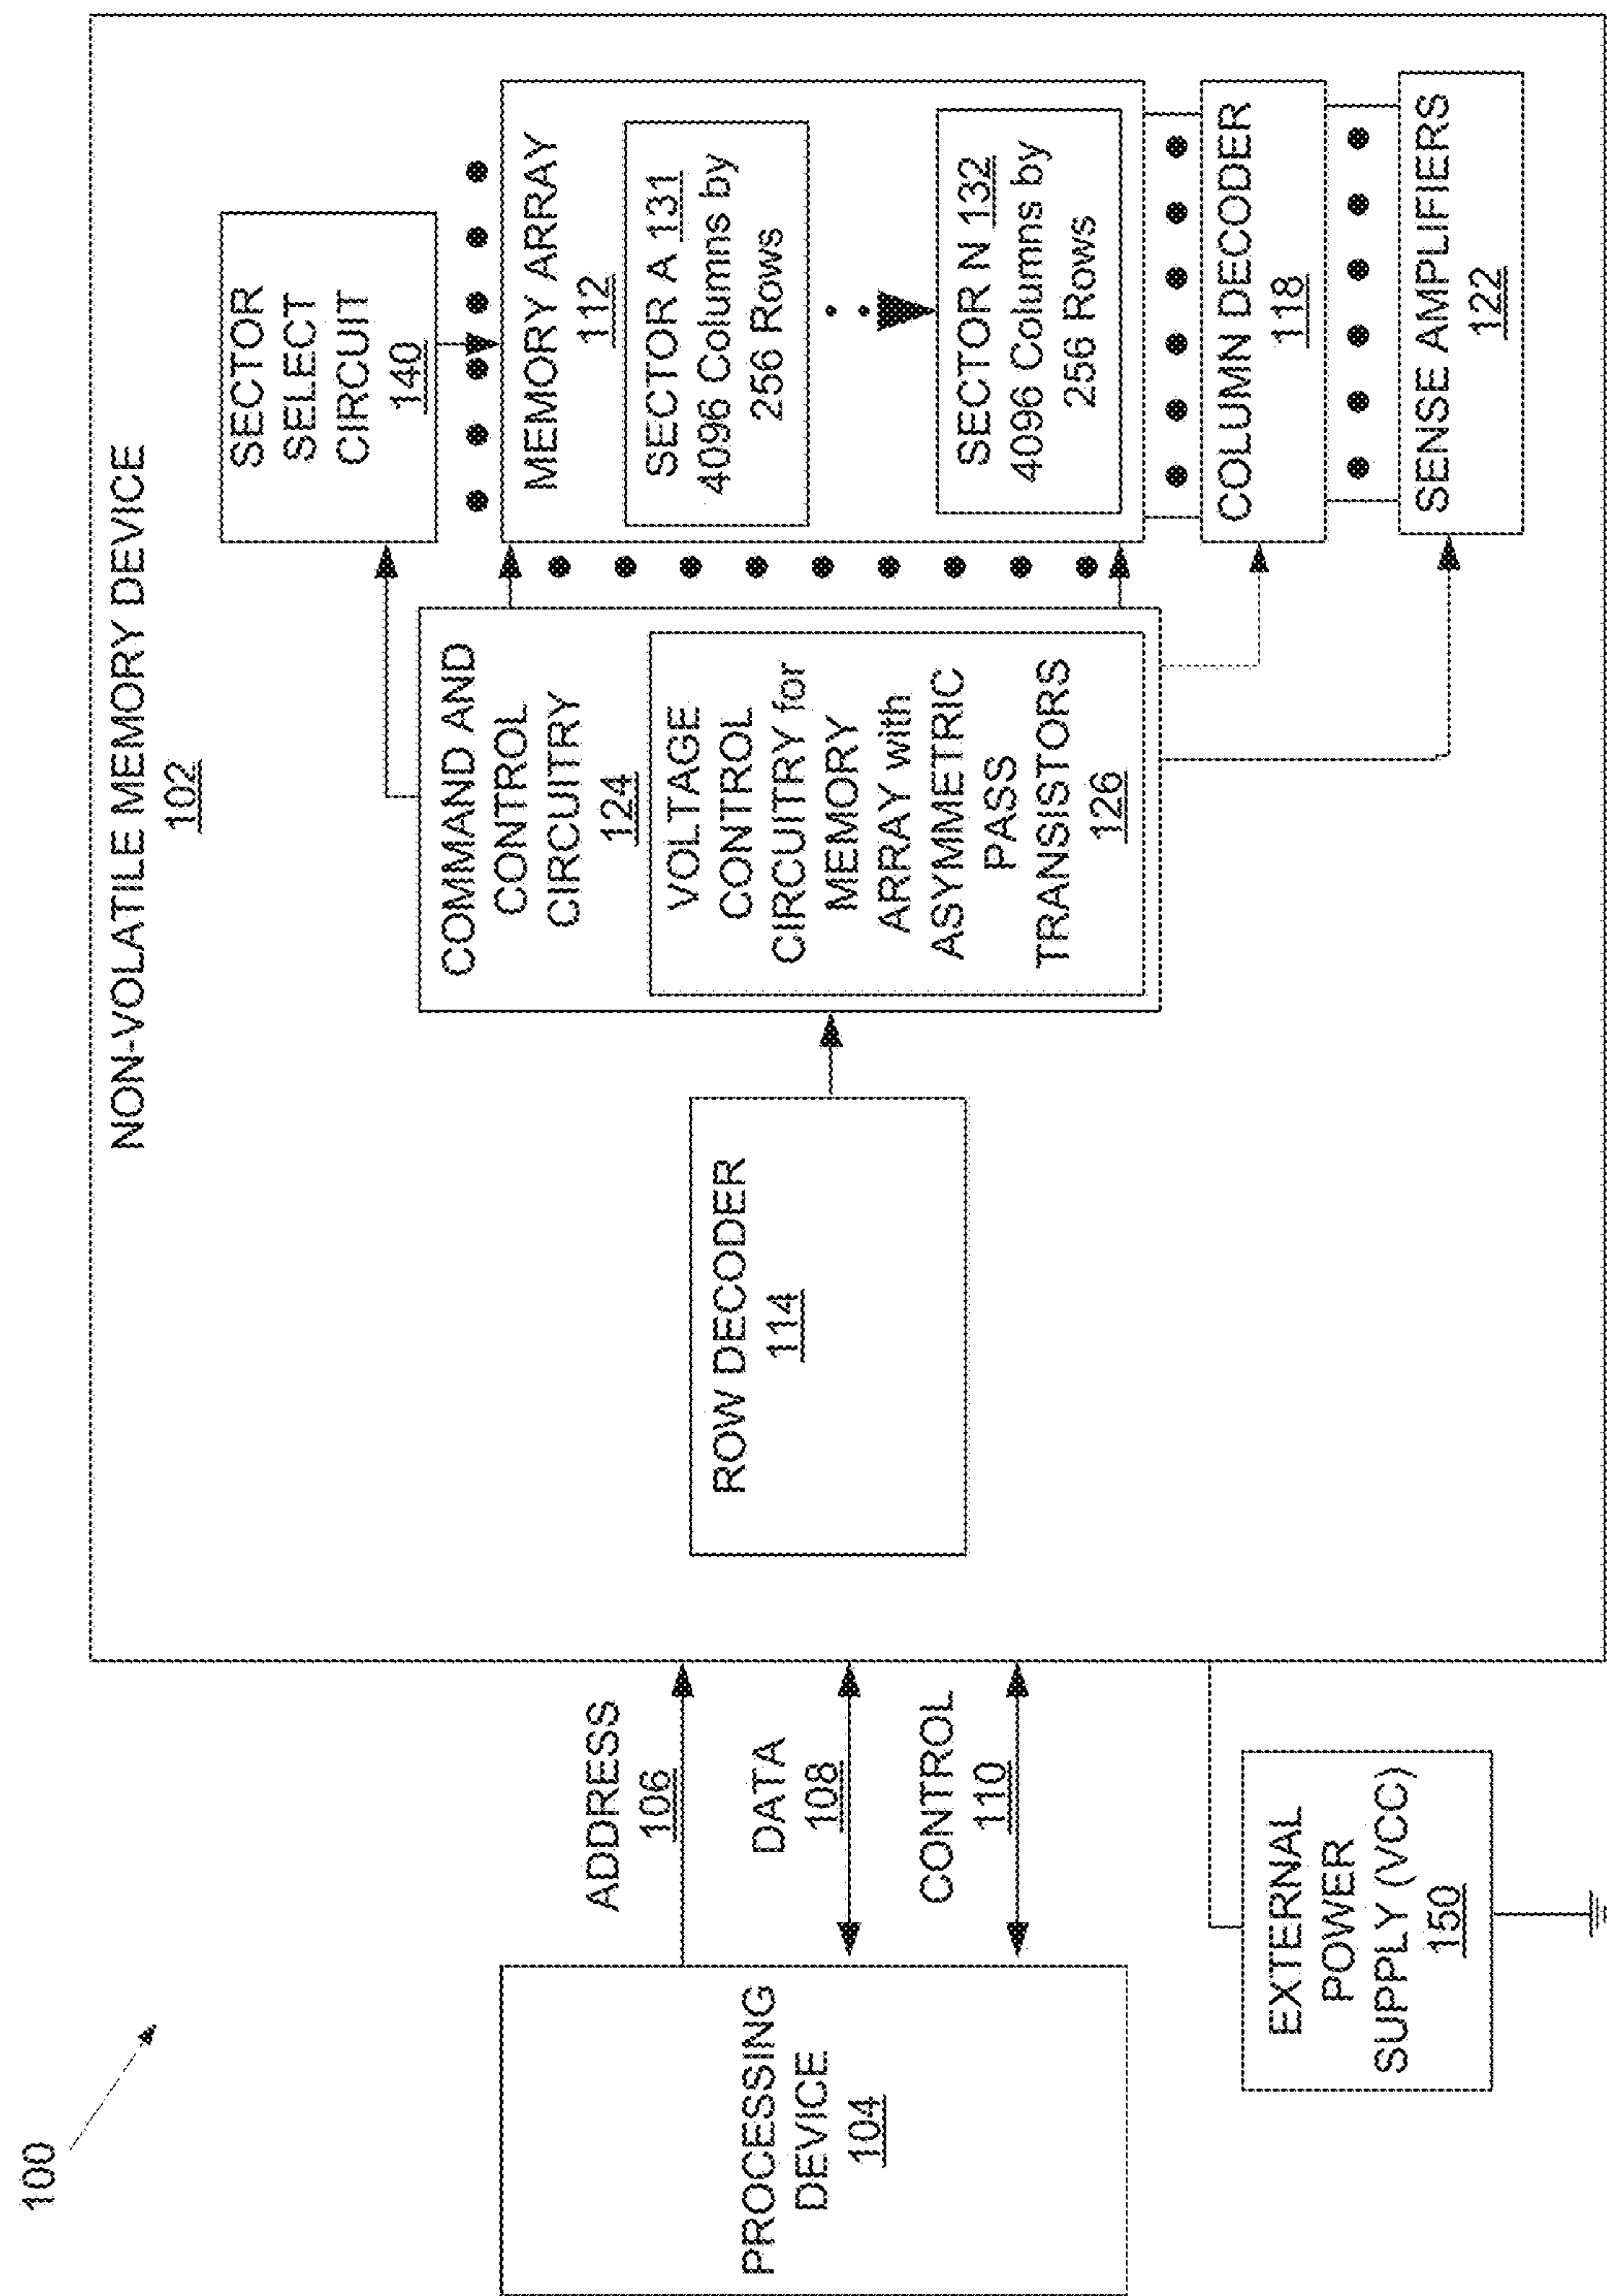 100
PROCESSING
DEVICE
104
ADDRESS
106
DATA
108
CONTROL
110
EXTERNAL
POWER
SUPPLY (VCC)
150
NON-VOLATILE MEMORY DEVICE
102
ROW DECODER
114
COMMAND AND
CONTROL
CIRCUITRY
124
VOLTAGE
CONTROL
CIRCUITRY for
MEMORY
ARRAY with
ASYMMETRIC
PASS
TRANSISTORS
126
SECTOR
SELECT
CIRCUIT
140
MEMORY ARRAY
112
SECTOR A 131
4096 Columns by
256 Rows
SECTOR N 132
4096 Columns by
256 Rows
COLUMN DECODER
118
SENSE AMPLIFIERS
122